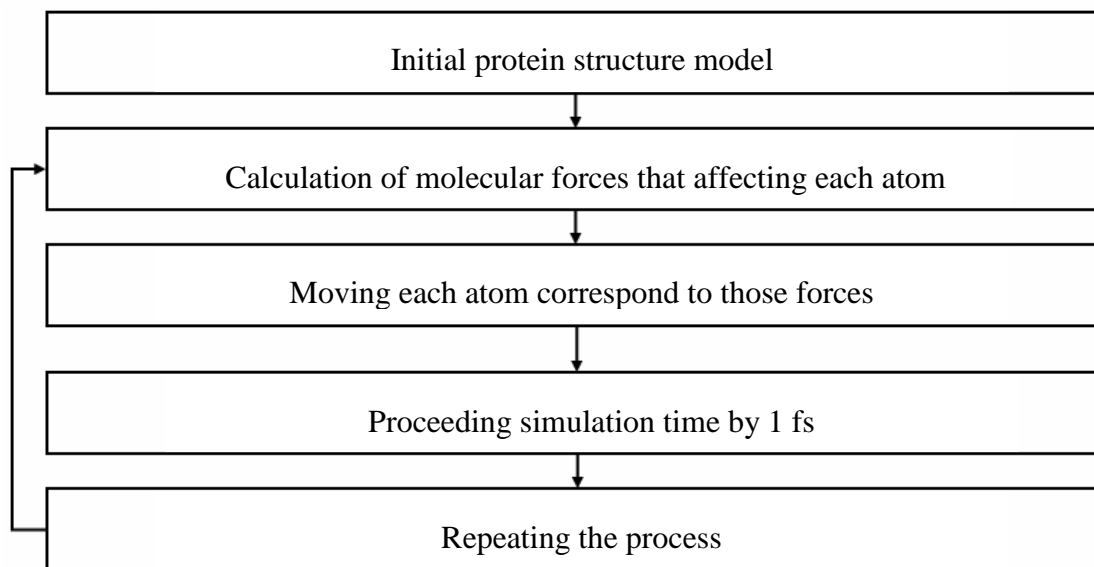 Initial protein structure model
Calculation of molecular forces that affecting each atom
Moving each atom correspond to those forces
Proceeding simulation time by 1 fs
Repeating the process